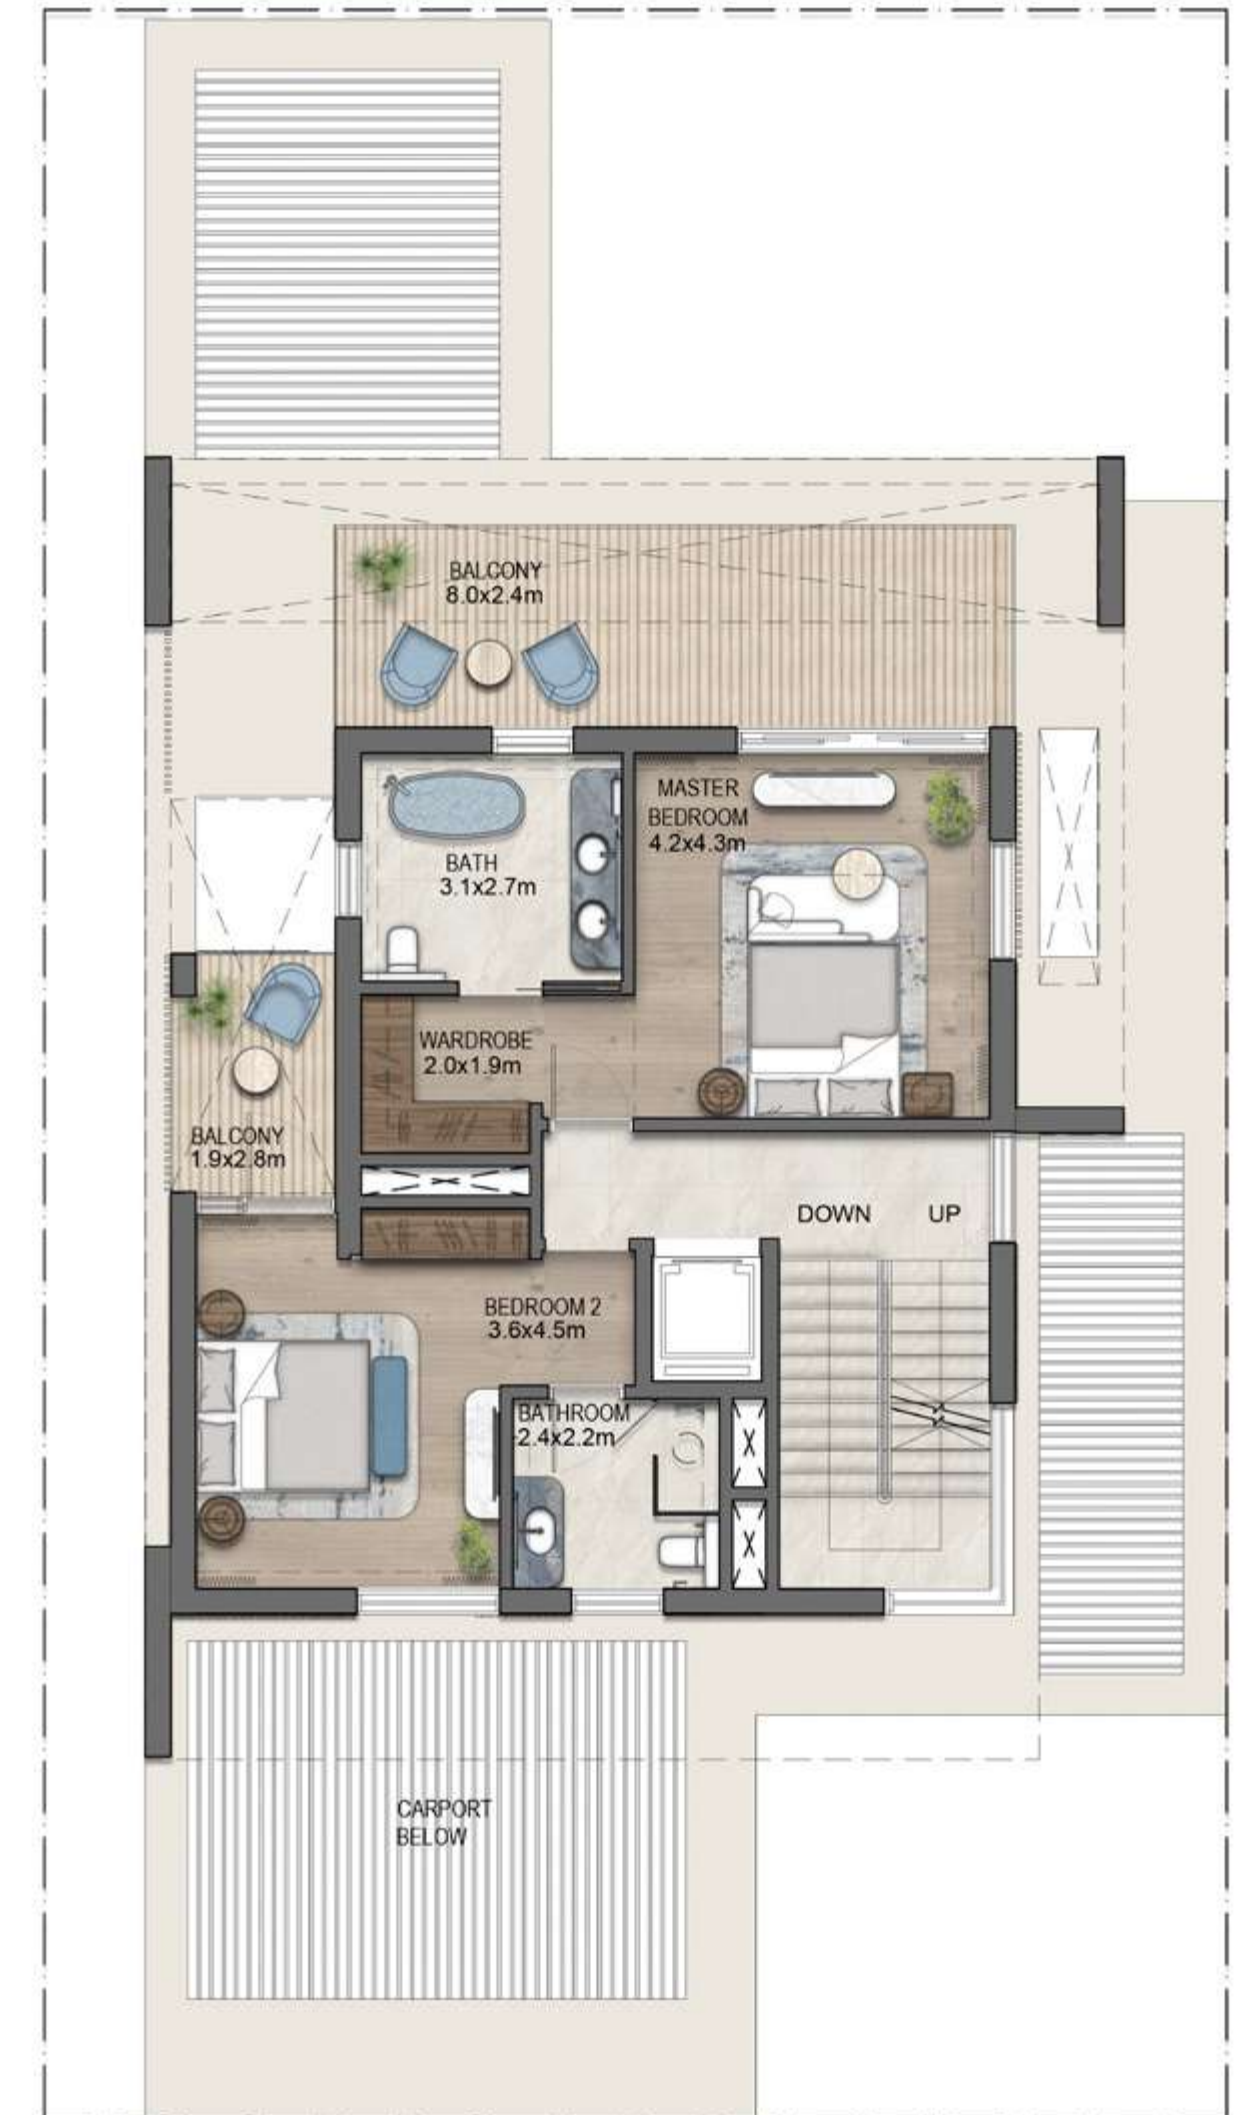 BALCONY
8.0x2.4m
MASTER
BEDROOM
4.2x4.3m
BATH
3.1x2.7m
WARDROBE
2.0x1.9m
BALCONY
1.9x2.8m
DOWN UP
BEDROOM 2
3.6x4.5m
BATHROOM
2.4x2.2m
CARPORT
BELOW